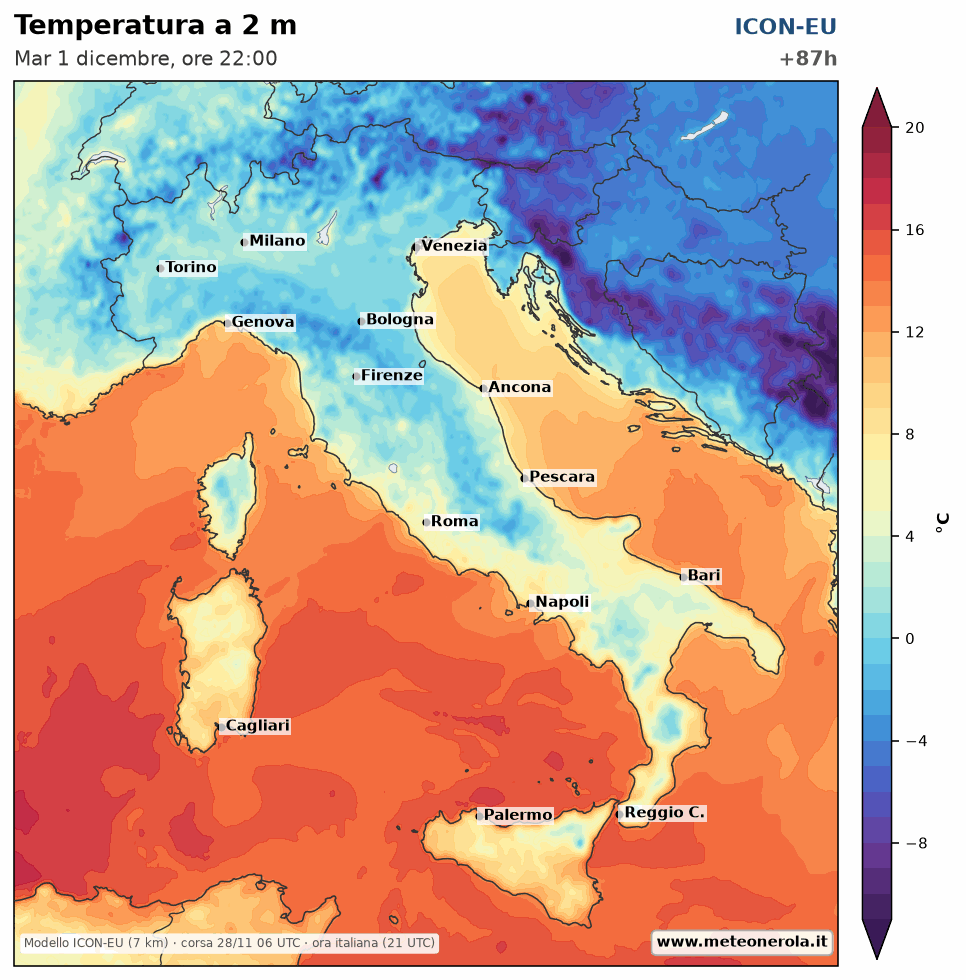 Temperatura a 2 m
ICON-EU
Mar 1 dicembre, ore 22:00
+87h
20
16
12
8
4
0
−4
−8
°C
Milano
Venezia
Torino
Genova
Bologna
Firenze
Ancona
Pescara
Roma
Bari
Napoli
Cagliari
Palermo
Reggio C.
Modello ICON-EU (7 km) · corsa 28/11 06 UTC · ora italiana (21 UTC)
www.meteonerola.it